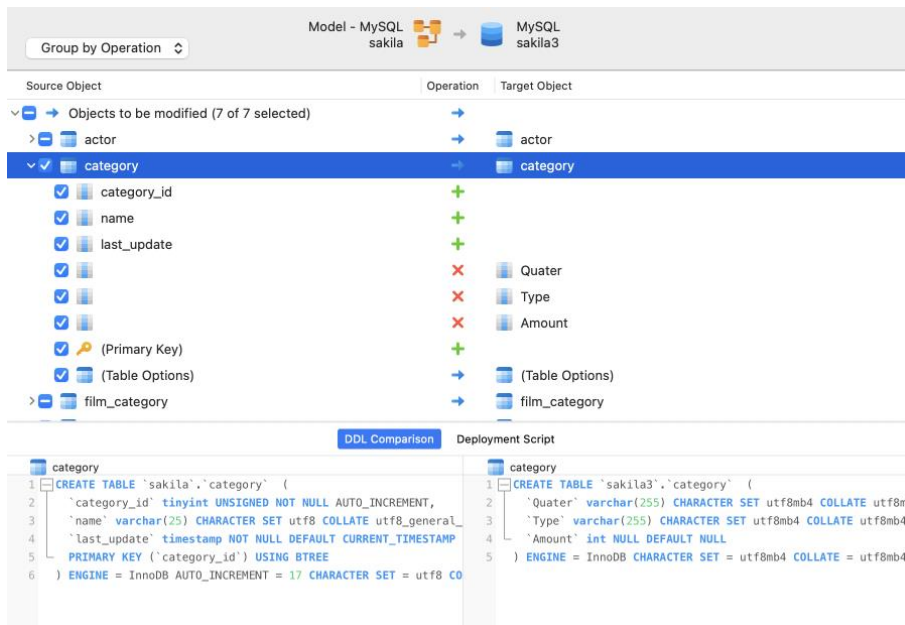 Group by Operation
Model - MySQL
sakila
MySQL
sakila3
Source Object Operation Target Object
Objects to be modified (7 of 7 selected)
actor actor
category category
category_id
name
last_update
Quater
Type
Amount
(Primary Key)
(Table Options) (Table Options)
film_category film_category
DDL Comparison Deployment Script
category
1 CREATE TABLE `sakila`.`category` (
2 `category_id` tinyint UNSIGNED NOT NULL AUTO_INCREMENT,
3 `name` varchar(25) CHARACTER SET utf8 COLLATE utf8_general_
4 `last_update` timestamp NOT NULL DEFAULT CURRENT_TIMESTAMP
5 PRIMARY KEY (`category_id`) USING BTREE
6 ) ENGINE = InnoDB AUTO_INCREMENT = 17 CHARACTER SET = utf8 CO
category
1 CREATE TABLE `sakila3`.`category` (
2 `Quater` varchar(255) CHARACTER SET utf8mb4 COLLATE utf8m
3 `Type` varchar(255) CHARACTER SET utf8mb4 COLLATE utf8mb4
4 `Amount` int NULL DEFAULT NULL
5 ) ENGINE = InnoDB CHARACTER SET = utf8mb4 COLLATE = utf8mb4